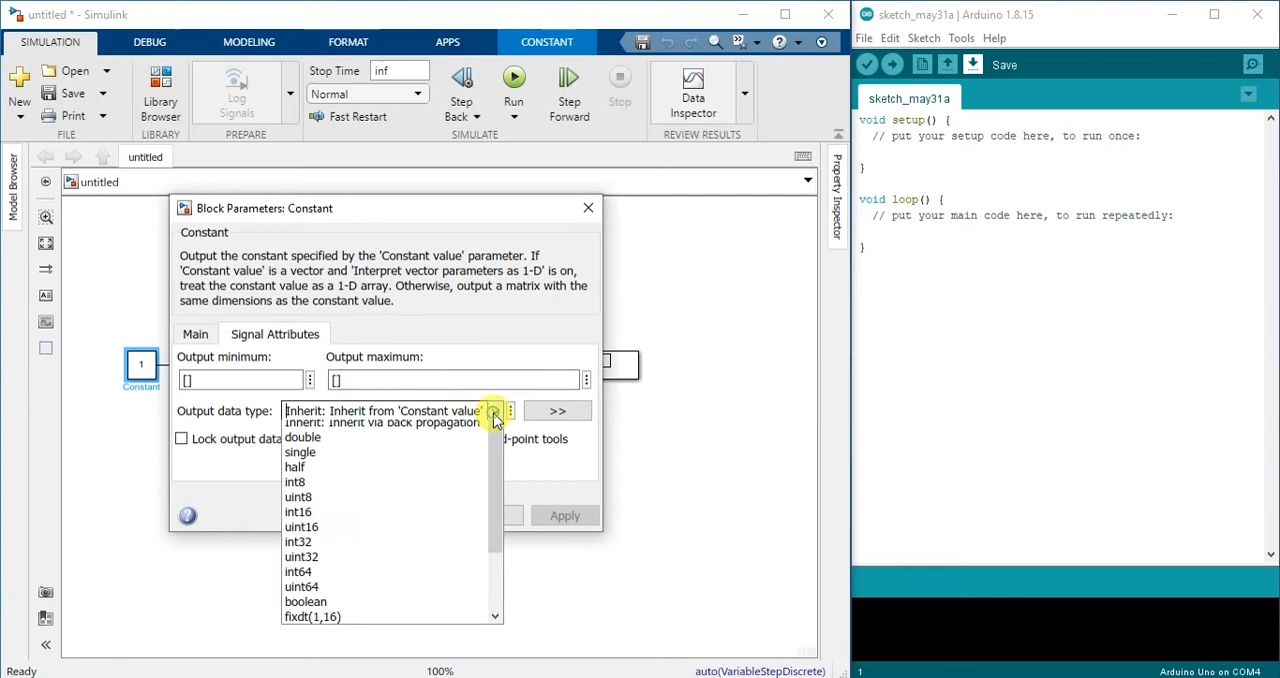 untitled * - Simulink
SIMULATION
DEBUG
MODELING
FORMAT
APPS
CONSTANT
New
Open
Save
Print
FILE
Library
Browser
LIBRARY
Log
Signals
PREPARE
Stop Time
inf
Normal
Fast Restart
Step
Back
Run
Step
Forward
Stop
SIMULATE
Data
Inspector
REVIEW RESULTS
Model Browser
untitled
untitled
Property Inspector
1
Constant
Block Parameters: Constant
Constant
Output the constant specified by the 'Constant value' parameter. If
'Constant value' is a vector and 'Interpret vector parameters as 1-D' is on,
treat the constant value as a 1-D array. Otherwise, output a matrix with the
same dimensions as the constant value.
Main
Signal Attributes
Output minimum:
Output maximum:
[]
[]
Output data type:
Inherit: Inherit from 'Constant value'
>>
Inherit: Inherit via back propagation
Lock output data
d-point tools
double
single
half
int8
uint8
int16
uint16
int32
uint32
int64
uint64
boolean
fixdt(1,16)
Apply
Ready
100%
auto(VariableStepDiscrete)
sketch_may31a | Arduino 1.8.15
File Edit Sketch Tools Help
Save
sketch_may31a
void setup() {
// put your setup code here, to run once:
}
void loop() {
// put your main code here, to run repeatedly:
}
1
Arduino Uno on COM4